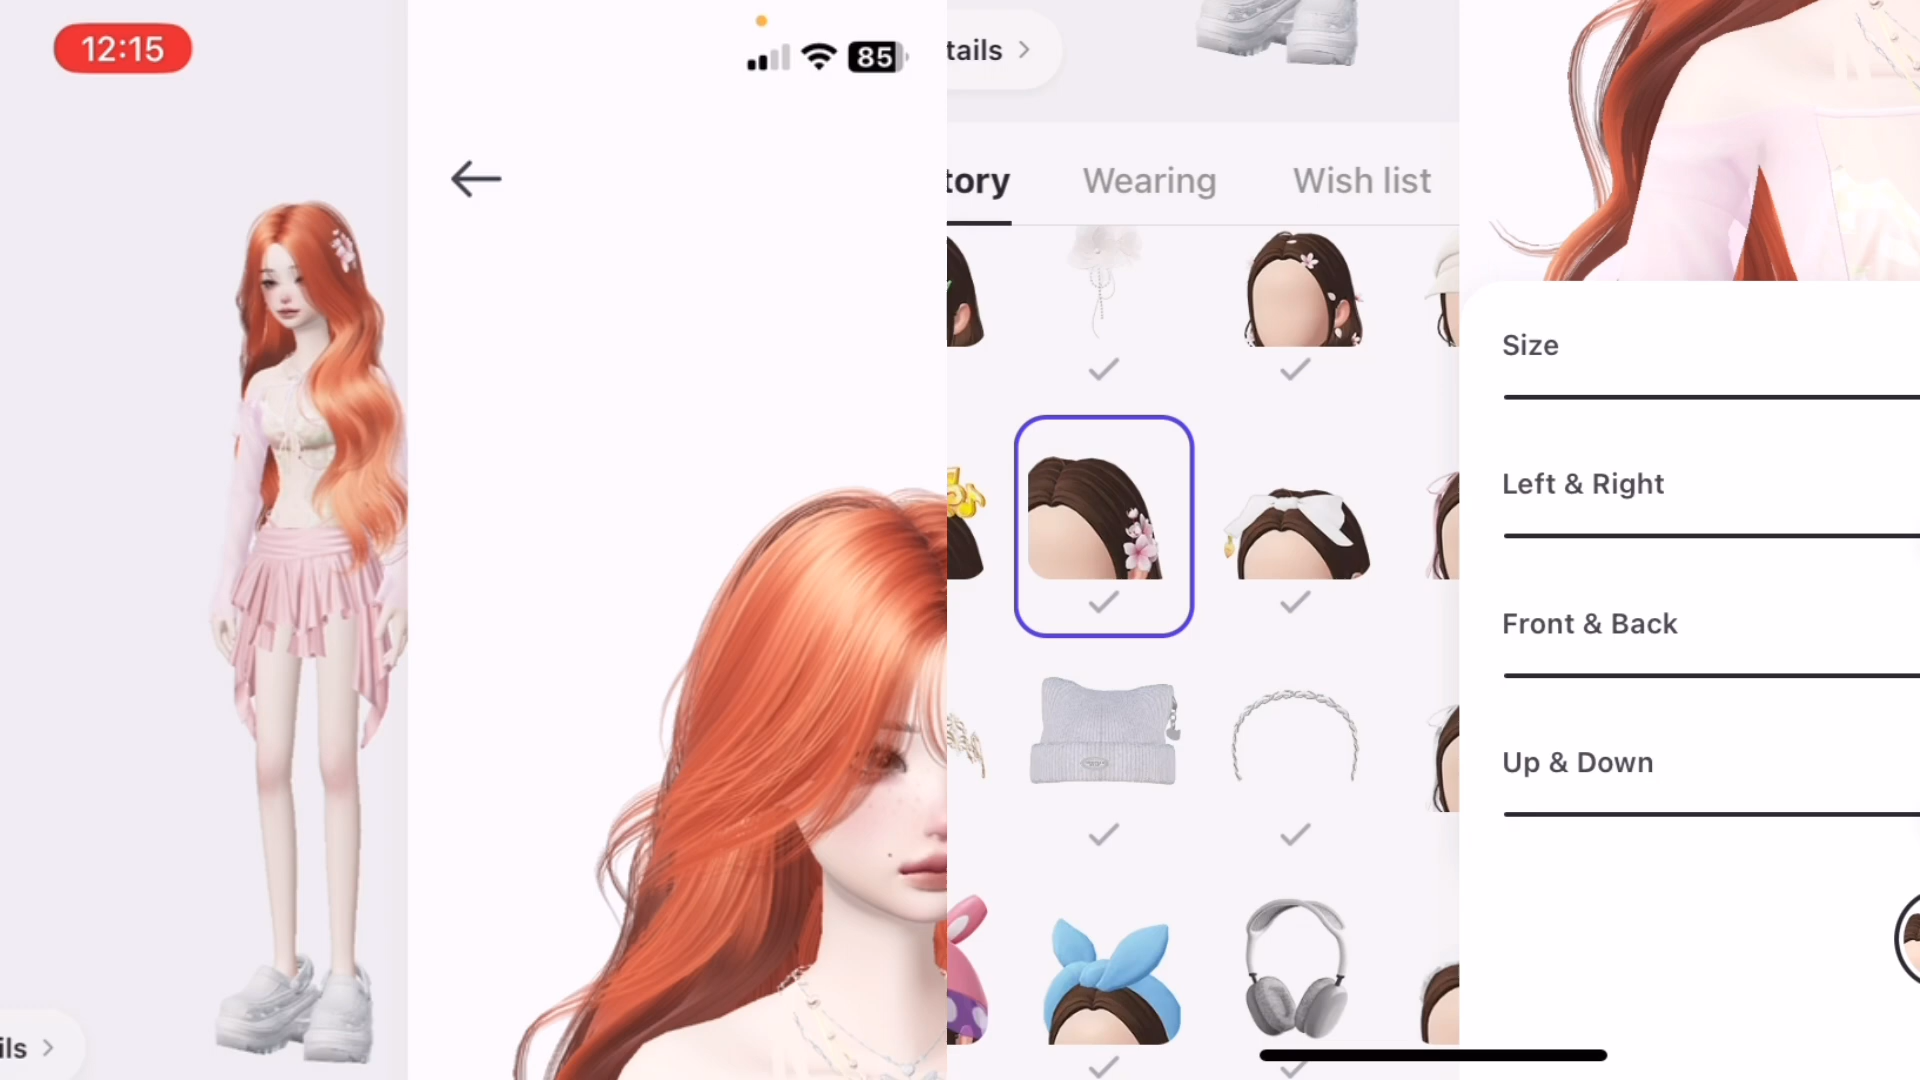 12:15
85
tails
tory Wearing Wish list
Size
Left & Right
Front & Back
Up & Down
ils